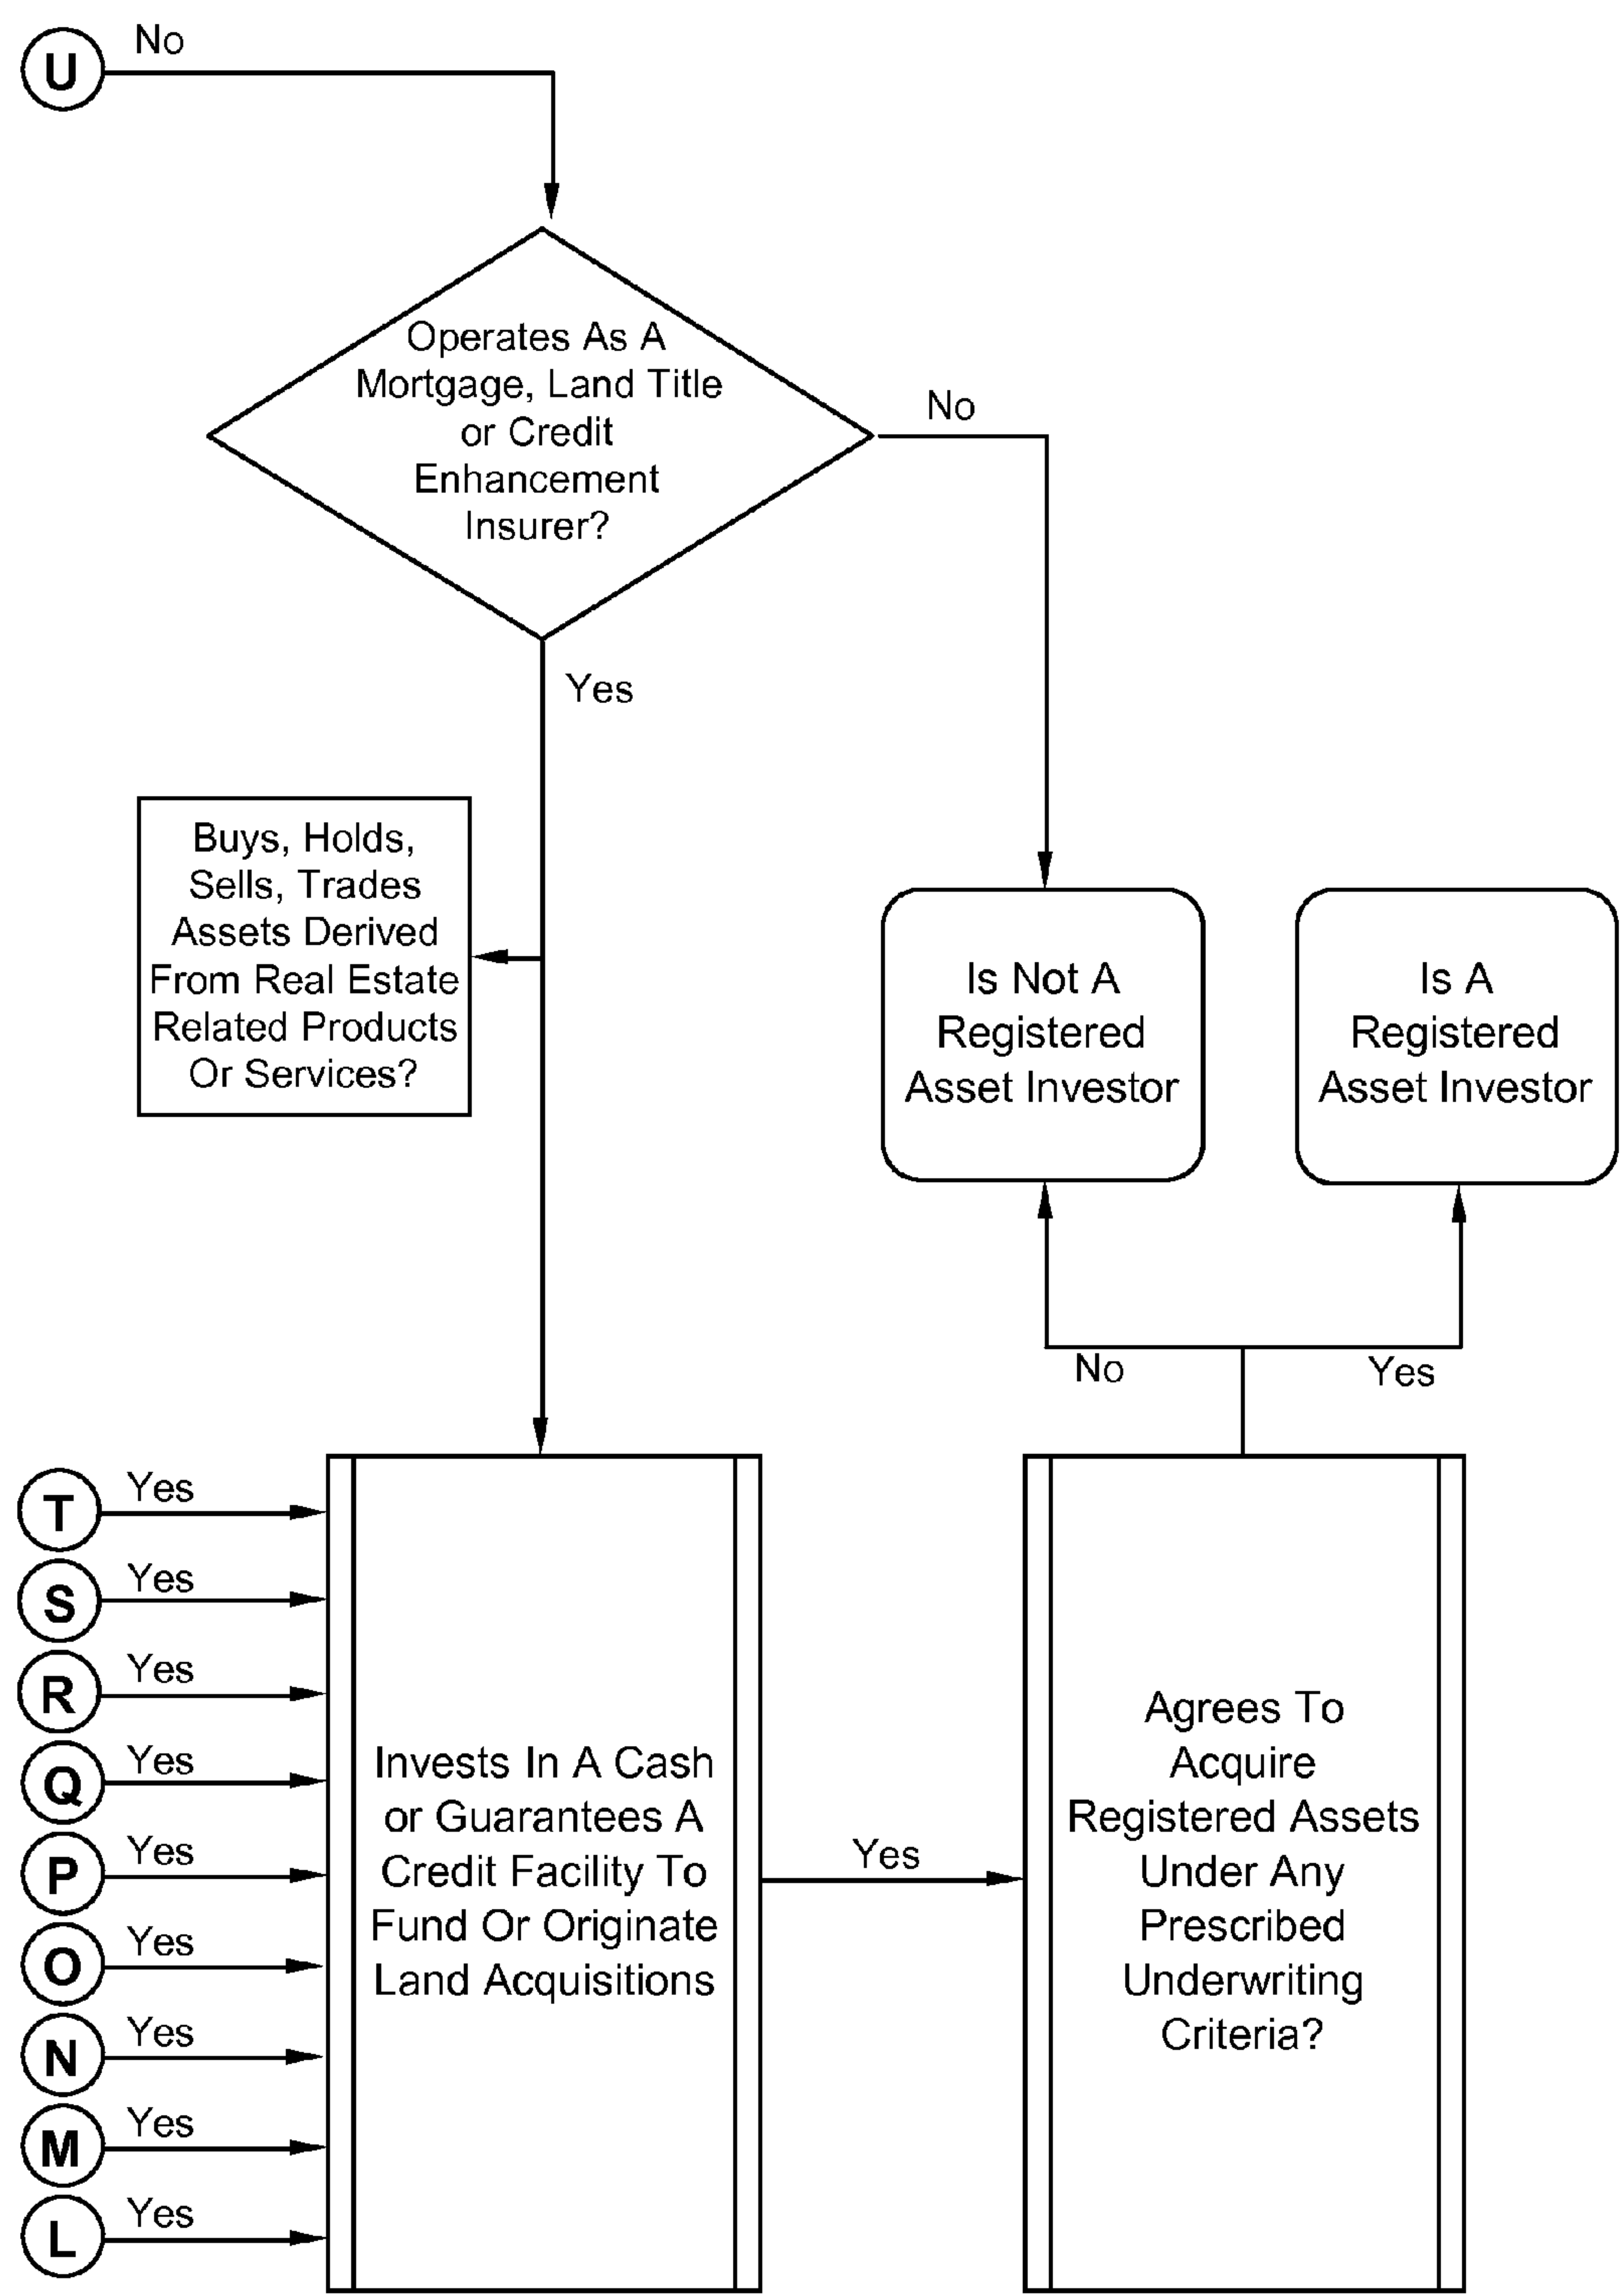 U
No
Operates As A
Mortgage, Land Title
or Credit
Enhancement
Insurer?
No
Yes
Buys, Holds,
Sells, Trades
Assets Derived
From Real Estate
Related Products
Or Services?
Is Not A
Registered
Asset Investor
Is A
Registered
Asset Investor
No
Yes
T
Yes
S
Yes
R
Yes
Q
Yes
P
Yes
O
Yes
N
Yes
M
Yes
L
Yes
Invests In A Cash
or Guarantees A
Credit Facility To
Fund Or Originate
Land Acquisitions
Yes
Agrees To
Acquire
Registered Assets
Under Any
Prescribed
Underwriting
Criteria?